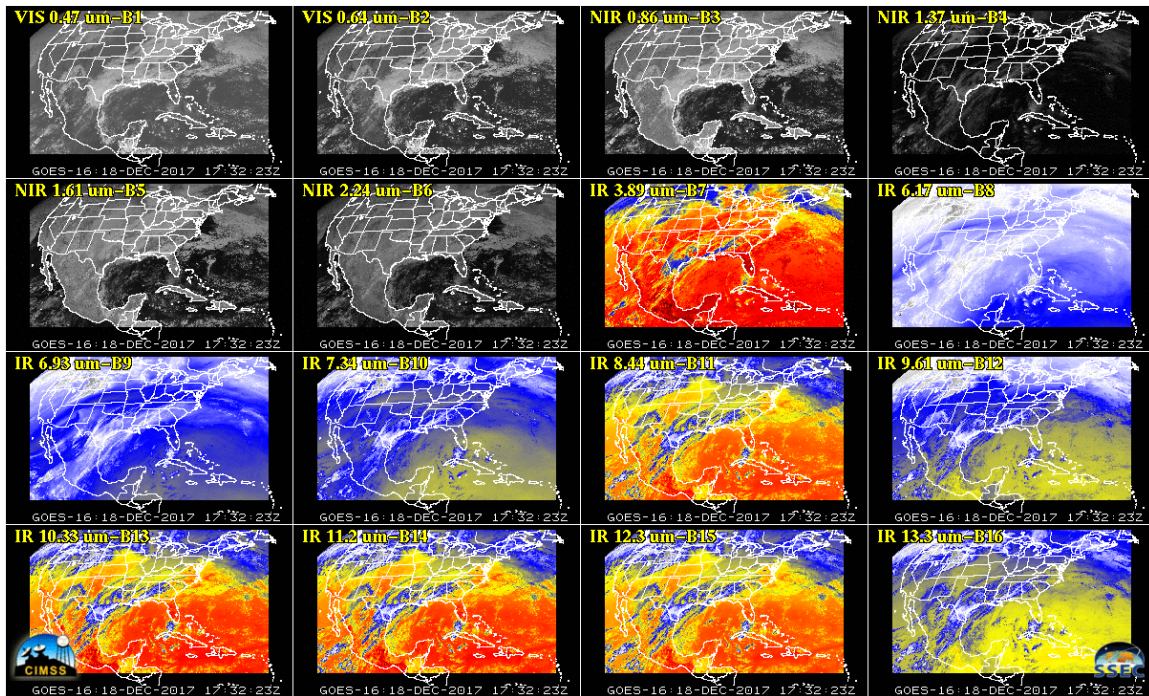 VIS 0.47 um-B1
VIS 0.64 um-B2
NIR 0.86 um-B3
NIR 1.37 um-B4
GOES-16:18-DEC-2017 17:32:23Z
GOES-16:18-DEC-2017 17:32:23Z
GOES-16:18-DEC-2017 17:32:23Z
GOES-16:18-DEC-2017 17:32:23Z
NIR 1.61 um-B5
NIR 2.24 um-B6
IR 3.89 um-B7
IR 6.17 um-B8
GOES-16:18-DEC-2017 17:32:23Z
GOES-16:18-DEC-2017 17:32:23Z
GOES-16:18-DEC-2017 17:32:23Z
GOES-16:18-DEC-2017 17:32:23Z
IR 6.93 um-B9
IR 7.34 um-B10
IR 8.44 um-B11
IR 9.61 um-B12
GOES-16:18-DEC-2017 17:32:23Z
GOES-16:18-DEC-2017 17:32:23Z
GOES-16:18-DEC-2017 17:32:23Z
GOES-16:18-DEC-2017 17:32:23Z
IR 10.33 um-B13
IR 11.2 um-B14
IR 12.3 um-B15
IR 13.3 um-B16
CIMSS
SSEC
GOES-16:18-DEC-2017 17:32:23Z
GOES-16:18-DEC-2017 17:32:23Z
GOES-16:18-DEC-2017 17:32:23Z
GOES-16:18-DEC-2017 17:32:23Z